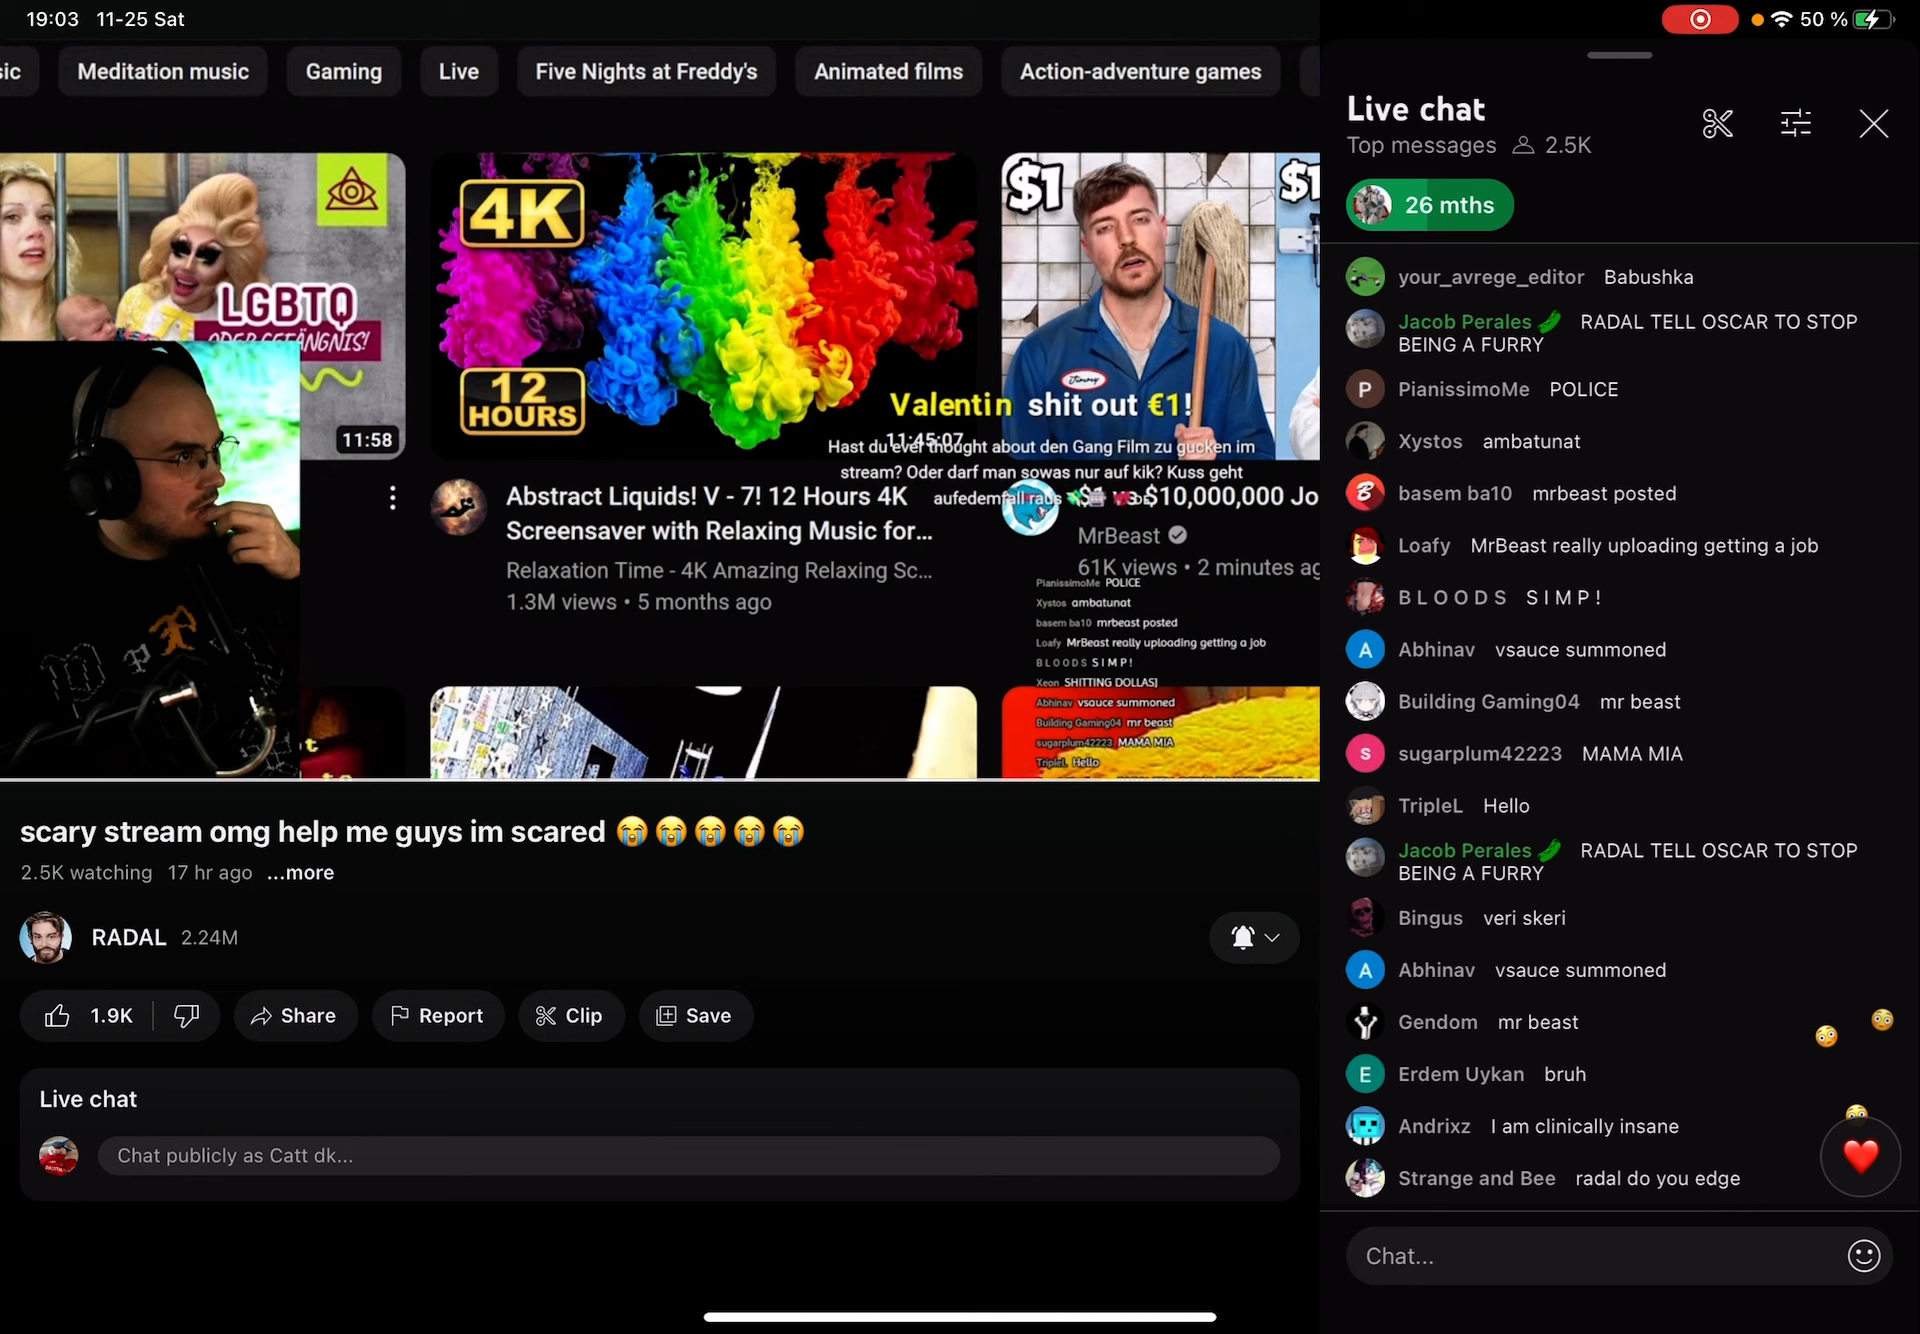 19:03 11-25 Sat
50 %
sic
Meditation music
Gaming
Live
Five Nights at Freddy's
Animated films
Action-adventure games
LGBTQ
ODER GEFÄNGNIS!
11:58
4K
12
HOURS
11:45:07
$1
$1
Jimmy
Valentin shit out €1!
Hast du ever thought about den Gang Film zu gucken im
stream? Oder darf man sowas nur auf kik? Kuss geht
aufedemfall raus
Abstract Liquids! V - 7! 12 Hours 4K
Screensaver with Relaxing Music for...
Relaxation Time - 4K Amazing Relaxing Sc...
1.3M views • 5 months ago
$1 vs $10,000,000 Jo
MrBeast
61K views • 2 minutes ag
PianissimoMe POLICE
Xystos ambatunat
basem ba10 mrbeast posted
Loafy MrBeast really uploading getting a job
B L O O D S S I M P !
Xeon SHITTING DOLLAS]
Abhinav vsauce summoned
Building Gaming04 mr beast
sugarplum42223 MAMA MIA
TripleL Hello
scary stream omg help me guys im scared 😭😭😭😭😭
2.5K watching 17 hr ago ...more
RADAL 2.24M
1.9K
Share
Report
Clip
Save
Live chat
Chat publicly as Catt dk...
Live chat
Top messages 2.5K
26 mths
your_avrege_editor Babushka
Jacob Perales RADAL TELL OSCAR TO STOP
BEING A FURRY
P
PianissimoMe POLICE
Xystos ambatunat
B
basem ba10 mrbeast posted
Loafy MrBeast really uploading getting a job
B L O O D S S I M P !
A
Abhinav vsauce summoned
Building Gaming04 mr beast
s
sugarplum42223 MAMA MIA
TripleL Hello
Jacob Perales RADAL TELL OSCAR TO STOP
BEING A FURRY
Bingus veri skeri
A
Abhinav vsauce summoned
Gendom mr beast
E
Erdem Uykan bruh
Andrixz I am clinically insane
Strange and Bee radal do you edge
Chat...